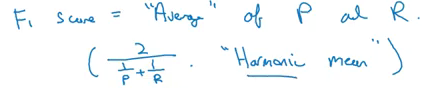 F₁ score = "Average" of P and R.
( 2 / (1/P + 1/R) . "Harmonic mean")